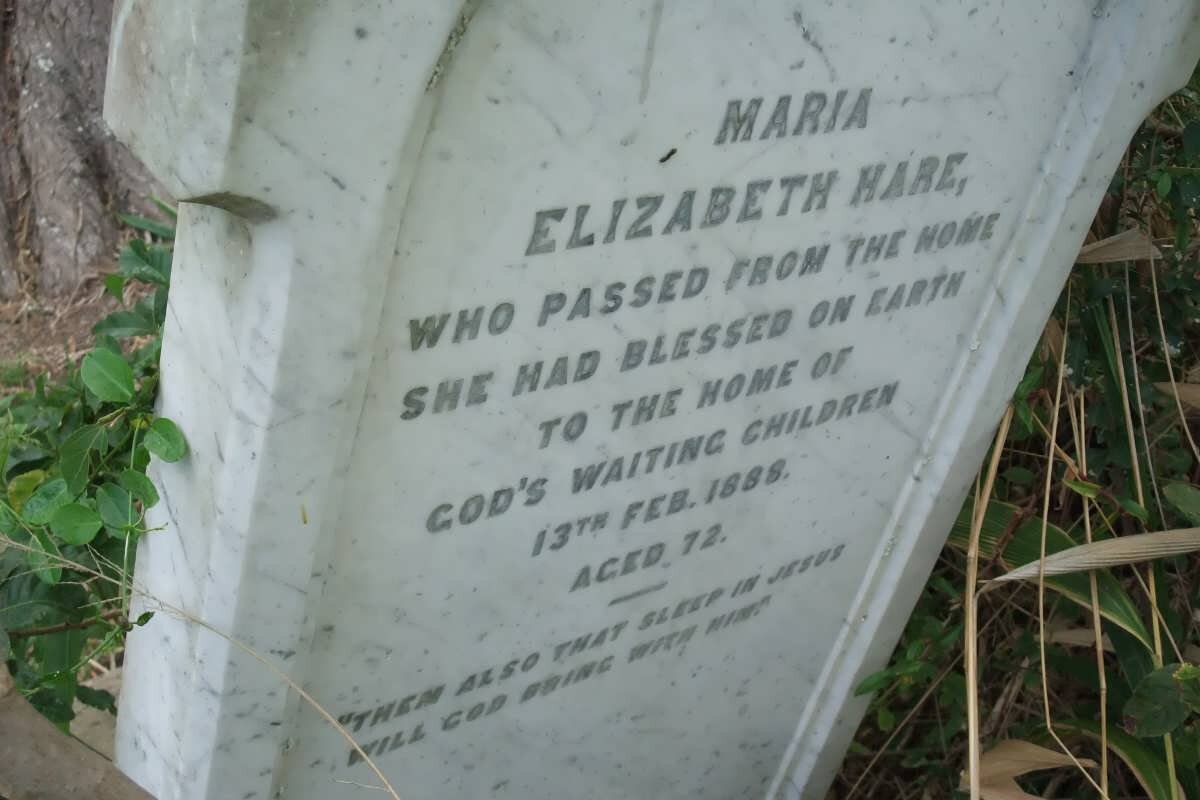 MARIA
ELIZABETH HARE,
WHO PASSED FROM THE HOME
SHE HAD BLESSED ON EARTH
TO THE HOME OF
GOD'S WAITING CHILDREN
13TH FEB. 1888.
AGED 72.
"THEM ALSO THAT SLEEP IN JESUS
WILL GOD BRING WITH HIM."